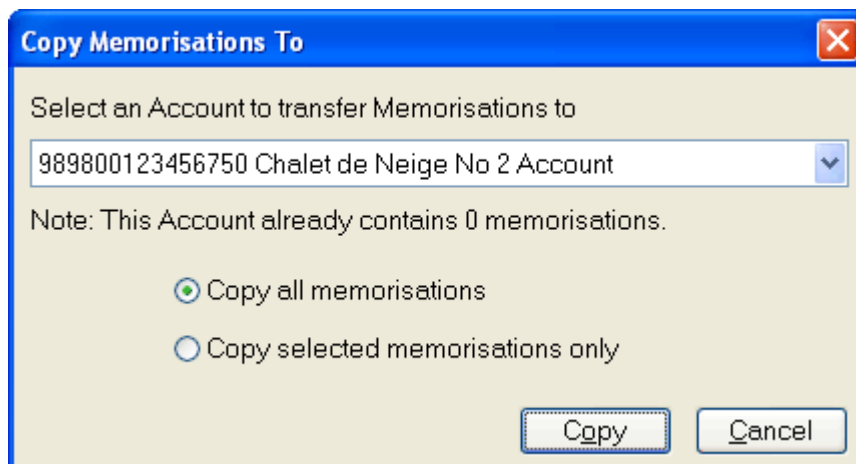 Copy Memorisations To
Select an Account to transfer Memorisations to
989800123456750 Chalet de Neige No 2 Account
Note: This Account already contains 0 memorisations.
Copy all memorisations
Copy selected memorisations only
Copy Cancel